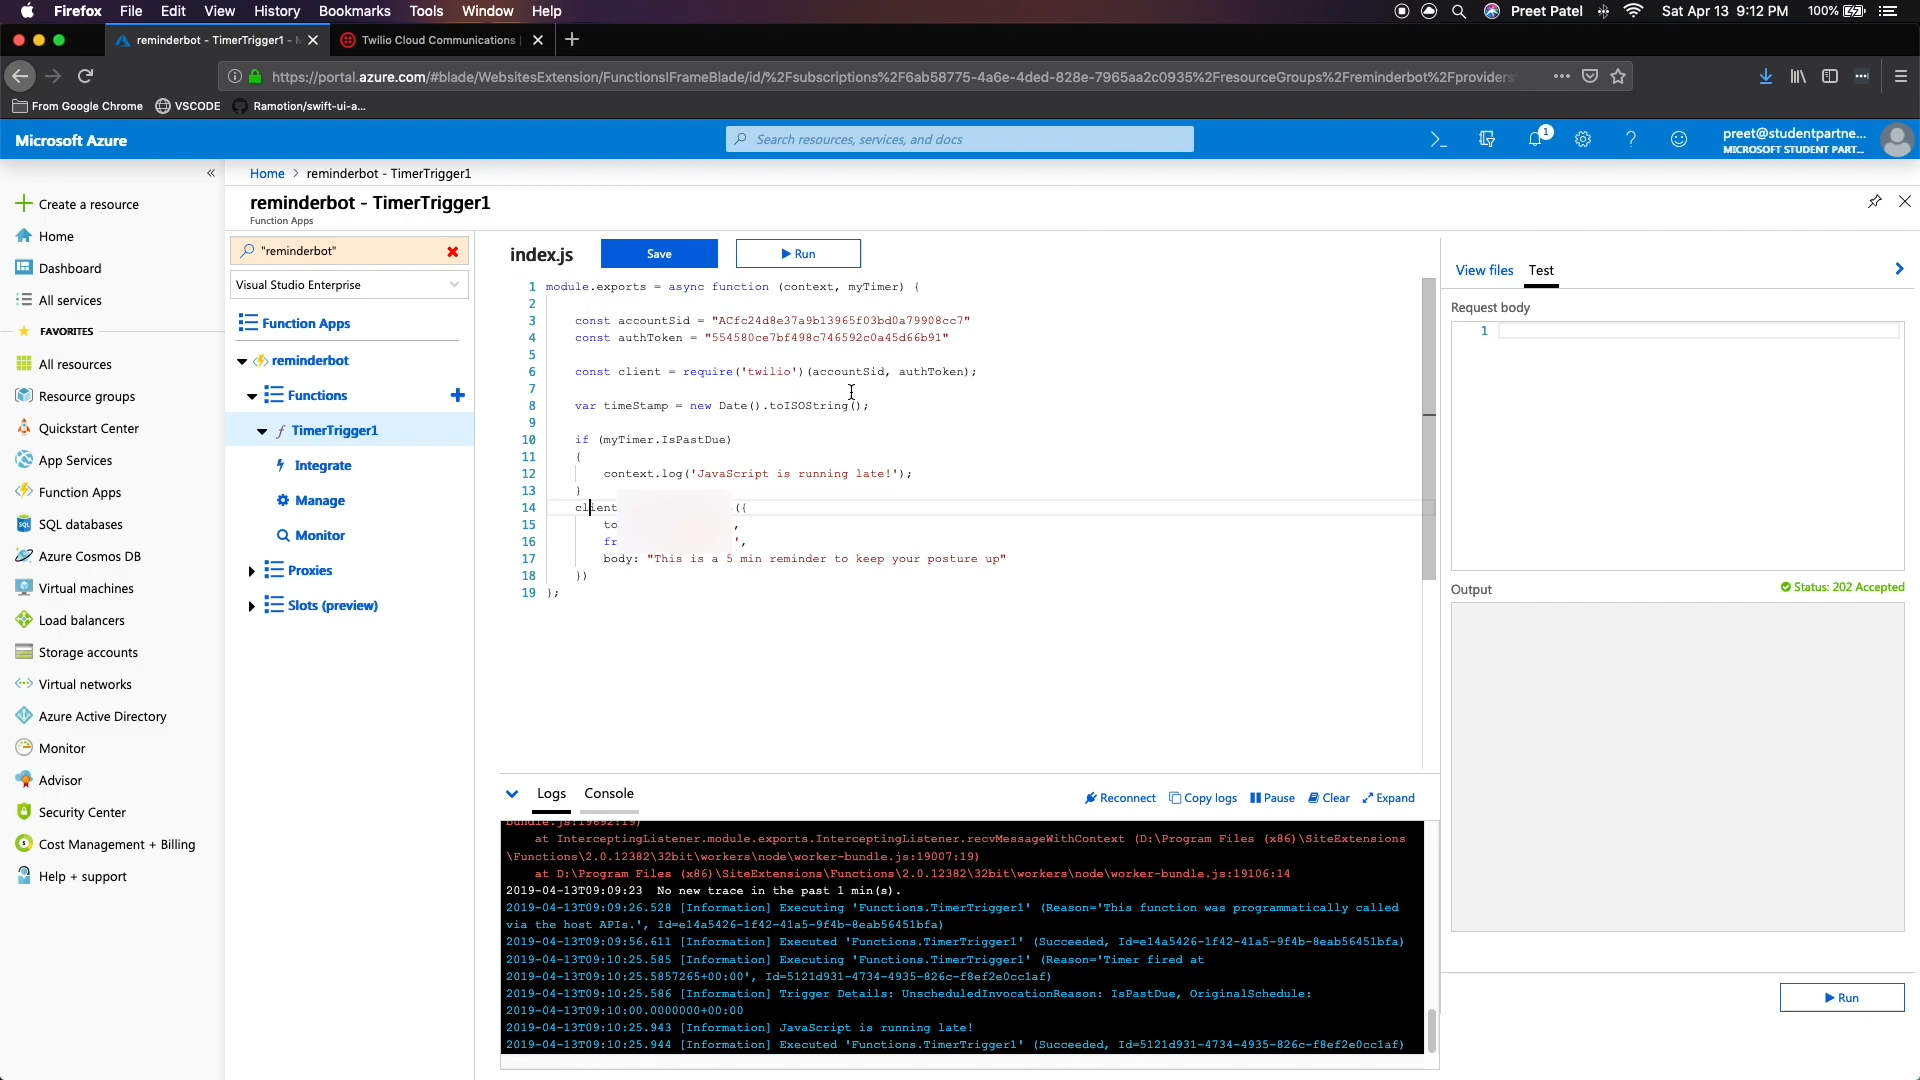 Firefox File Edit View History Bookmarks Tools Window Help
Preet Patel Sat Apr 13 9:12 PM 100%
reminderbot - TimerTrigger1 -
Twilio Cloud Communications
https://portal.azure.com/#blade/WebsitesExtension/FunctionsIFrameBlade/id/%2Fsubscriptions%2F6ab58775-4a6e-4ded-828e-7965aa2c0935%2FresourceGroups%2Freminderbot%2Fproviders
From Google Chrome VSCODE Ramotion/swift-ui-a...
Microsoft Azure
Search resources, services, and docs
1
preet@studentpartne...
MICROSOFT STUDENT PART...
Create a resource
Home
Dashboard
All services
FAVORITES
All resources
Resource groups
Quickstart Center
App Services
Function Apps
SQL databases
Azure Cosmos DB
Virtual machines
Load balancers
Storage accounts
Virtual networks
Azure Active Directory
Monitor
Advisor
Security Center
Cost Management + Billing
Help + support
Home > reminderbot - TimerTrigger1
reminderbot - TimerTrigger1
Function Apps
"reminderbot"
Visual Studio Enterprise
Function Apps
reminderbot
Functions
TimerTrigger1
Integrate
Manage
Monitor
Proxies
Slots (preview)
index.js
Save
Run
1 module.exports = async function (context, myTimer) {
2
3 const accountSid = "ACfc24d8e37a9b13965f03bd0a79908cc7"
4 const authToken = "554580ce7bf498c746592c0a45d66b91"
5
6 const client = require('twilio')(accountSid, authToken);
7
8 var timeStamp = new Date().toISOString();
9
10 if (myTimer.IsPastDue)
11 {
12 context.log('JavaScript is running late!');
13 }
14 client ({
15 to ,
16 fr ',
17 body: "This is a 5 min reminder to keep your posture up"
18 })
19 };
View files Test
Request body
1
Output
Status: 202 Accepted
Run
Logs Console
Reconnect Copy logs Pause Clear Expand
bundle.js:19692:19)
at InterceptingListener.module.exports.InterceptingListener.recvMessageWithContext (D:\Program Files (x86)\SiteExtensions
\Functions\2.0.12382\32bit\workers\node\worker-bundle.js:19007:19)
at D:\Program Files (x86)\SiteExtensions\Functions\2.0.12382\32bit\workers\node\worker-bundle.js:19106:14
2019-04-13T09:09:23 No new trace in the past 1 min(s).
2019-04-13T09:09:26.528 [Information] Executing 'Functions.TimerTrigger1' (Reason='This function was programmatically called
via the host APIs.', Id=e14a5426-1f42-41a5-9f4b-8eab56451bfa)
2019-04-13T09:09:56.611 [Information] Executed 'Functions.TimerTrigger1' (Succeeded, Id=e14a5426-1f42-41a5-9f4b-8eab56451bfa)
2019-04-13T09:10:25.585 [Information] Executing 'Functions.TimerTrigger1' (Reason='Timer fired at
2019-04-13T09:10:25.5857265+00:00', Id=5121d931-4734-4935-826c-f8ef2e0cc1af)
2019-04-13T09:10:25.586 [Information] Trigger Details: UnscheduledInvocationReason: IsPastDue, OriginalSchedule:
2019-04-13T09:10:00.0000000+00:00
2019-04-13T09:10:25.943 [Information] JavaScript is running late!
2019-04-13T09:10:25.944 [Information] Executed 'Functions.TimerTrigger1' (Succeeded, Id=5121d931-4734-4935-826c-f8ef2e0cc1af)